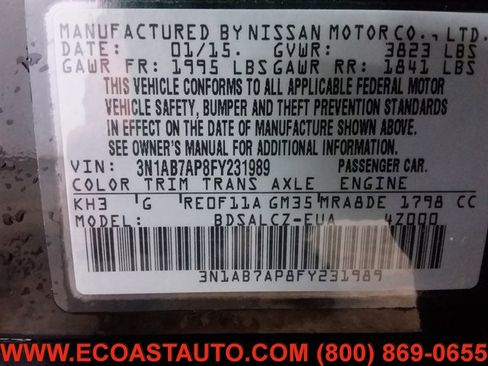 MANUFACTURED BY NISSAN MOTOR CO., LTD.
DATE: 01/15. GVWR: 3823 LBS
GAWR FR: 1995 LBS GAWR RR: 1841 LBS
THIS VEHICLE CONFORMS TO ALL APPLICABLE FEDERAL MOTOR
VEHICLE SAFETY, BUMPER AND THEFT PREVENTION STANDARDS
IN EFFECT ON THE DATE OF MANUFACTURE SHOWN ABOVE.
SEE OWNER'S MANUAL FOR ADDITIONAL INFORMATION.
VIN: 3N1AB7AP8FY231989 PASSENGER CAR.
COLOR TRIM TRANS AXLE ENGINE
KH3 G RE0F11A GM35 MRA8DE 1798 CC
MODEL: BDSALCZ-EUA 4Z000
3N1AB7AP8FY231989
WWW.ECOASTAUTO.COM (800) 869-0655